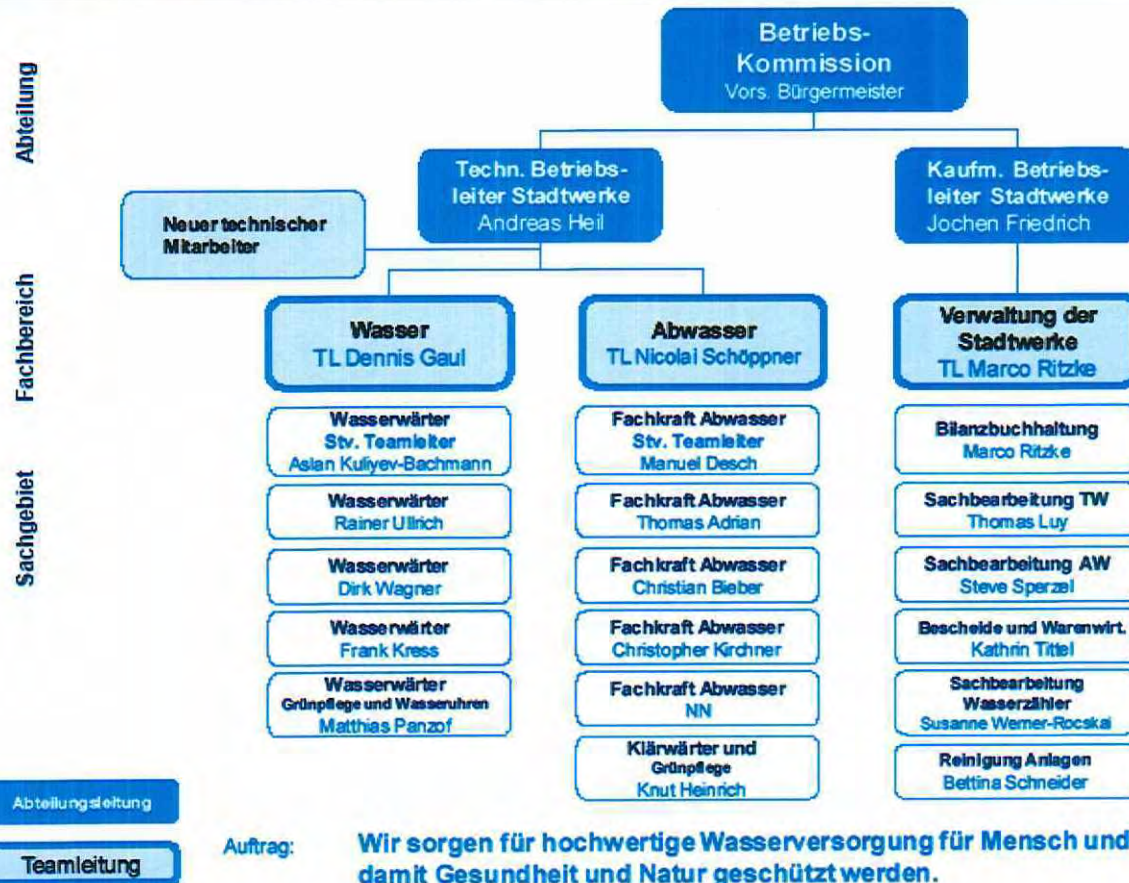 Abteilung
Fachbereich
Sachgebiet
Betriebs-
Kommission
Vors. Bürgermeister
Techn. Betriebs-
leiter Stadtwerke
Andreas Heil
Kaufm. Betriebs-
leiter Stadtwerke
Jochen Friedrich
Neuer technischer
Mitarbeiter
Wasser
TL Dennis Gaul
Wasserwärter
Stv. Teamleiter
Aslan Kuliyev-Bachmann
Wasserwärter
Rainer Ullrich
Wasserwärter
Dirk Wagner
Wasserwärter
Frank Kress
Wasserwärter
Grünpflege und Wasseruhren
Matthias Panzof
Abwasser
TL Nicolai Schöppner
Fachkraft Abwasser
Stv. Teamleiter
Manuel Desch
Fachkraft Abwasser
Thomas Adrian
Fachkraft Abwasser
Christian Bieber
Fachkraft Abwasser
Christopher Kirchner
Fachkraft Abwasser
NN
Klärwärter und
Grünpflege
Knut Heinrich
Verwaltung der
Stadtwerke
TL Marco Ritzke
Bilanzbuchhaltung
Marco Ritzke
Sachbearbeitung TW
Thomas Luy
Sachbearbeitung AW
Steve Sperzel
Bescheide und Warenwirt.
Kathrin Tittel
Sachbearbeitung
Wasserzähler
Susanne Werner-Rocskai
Reinigung Anlagen
Bettina Schneider
Abteilungsleitung
Teamleitung
Auftrag:
Wir sorgen für hochwertige Wasserversorgung für Mensch und
damit Gesundheit und Natur geschützt werden.